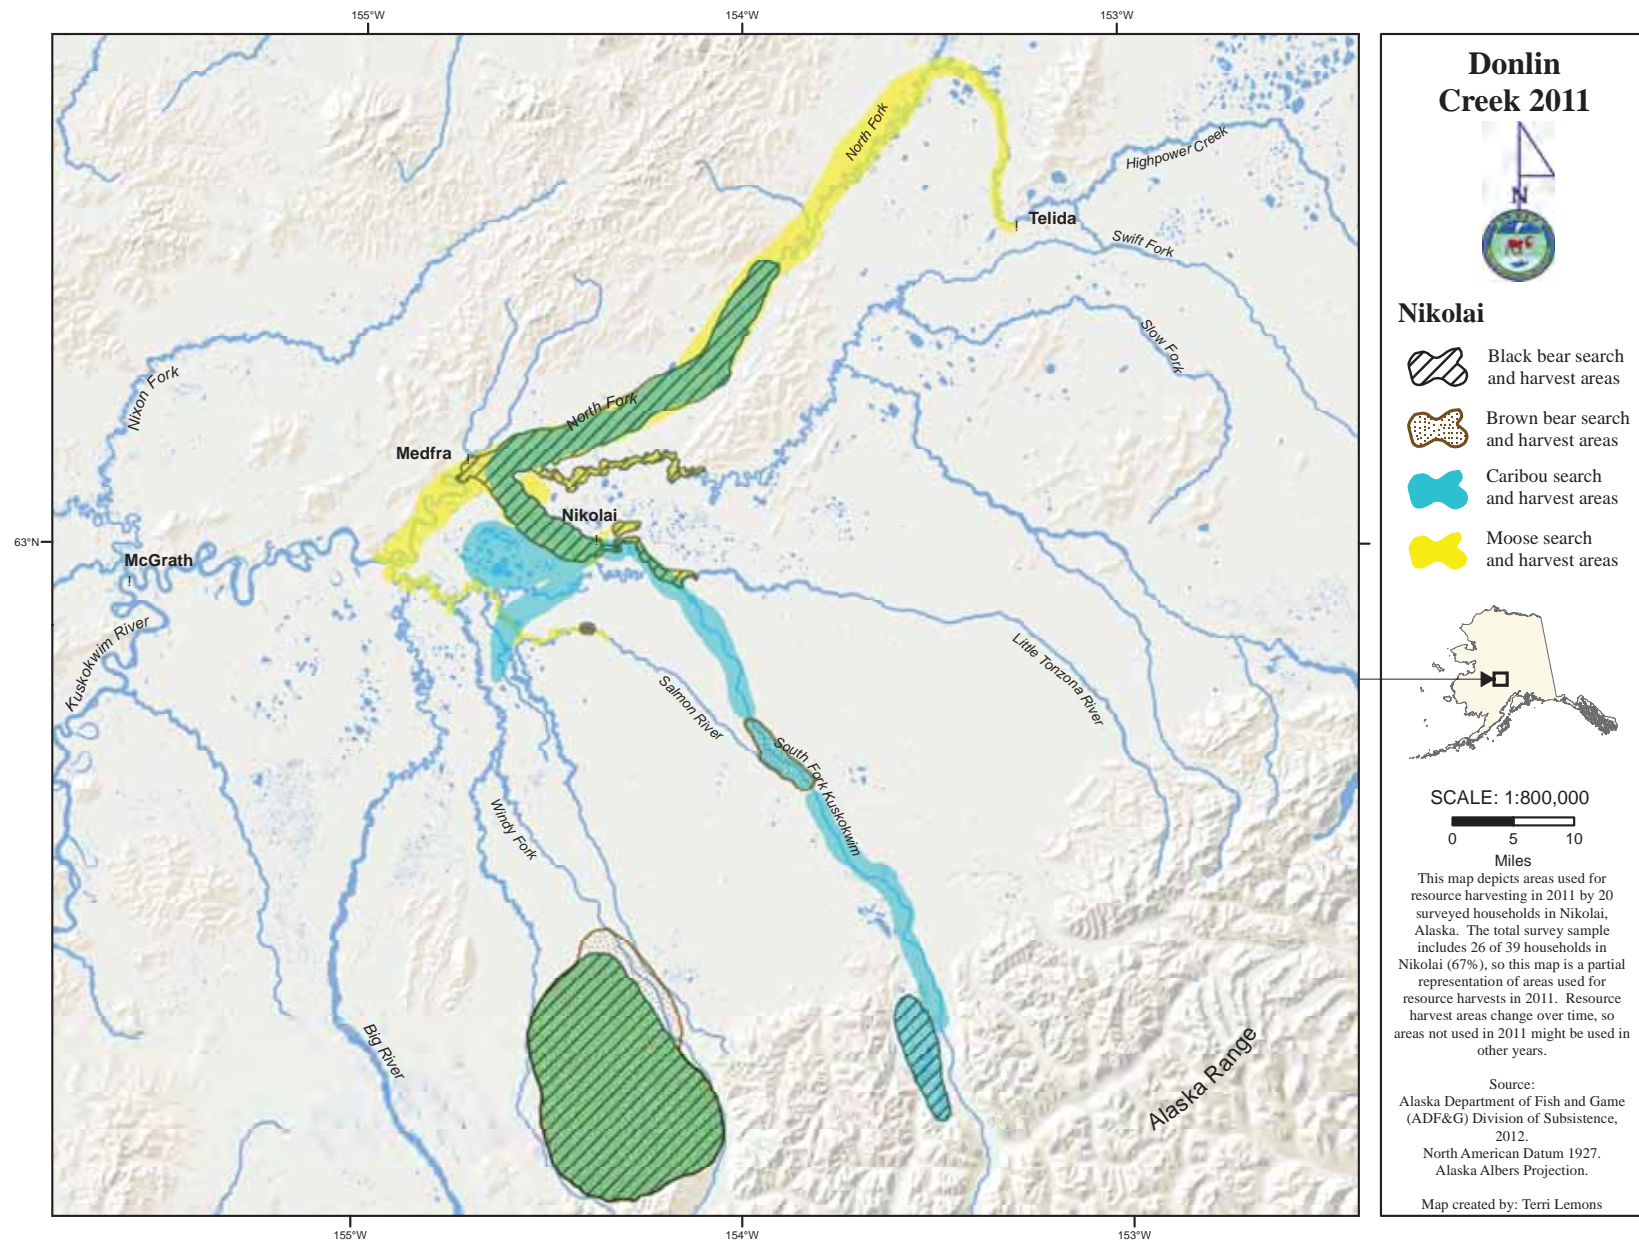 155°W
154°W
153°W
North Fork
Highpower Creek
Telida
Swift Fork
Slow Fork
Nixon Fork
North Fork
Medfra
Nikolai
63°N
McGrath
Kuskokwim River
Little Tonzona River
Salmon River
South Fork Kuskokwim
Windy Fork
Big River
Alaska Range
155°W
154°W
153°W
Donlin
Creek 2011
N
Nikolai
Black bear search
and harvest areas
Brown bear search
and harvest areas
Caribou search
and harvest areas
Moose search
and harvest areas
SCALE: 1:800,000
0 5 10
Miles
This map depicts areas used for
resource harvesting in 2011 by 20
surveyed households in Nikolai,
Alaska. The total survey sample
includes 26 of 39 households in
Nikolai (67%), so this map is a partial
representation of areas used for
resource harvests in 2011. Resource
harvest areas change over time, so
areas not used in 2011 might be used in
other years.
Source:
Alaska Department of Fish and Game
(ADF&G) Division of Subsistence,
2012.
North American Datum 1927.
Alaska Albers Projection.
Map created by: Terri Lemons